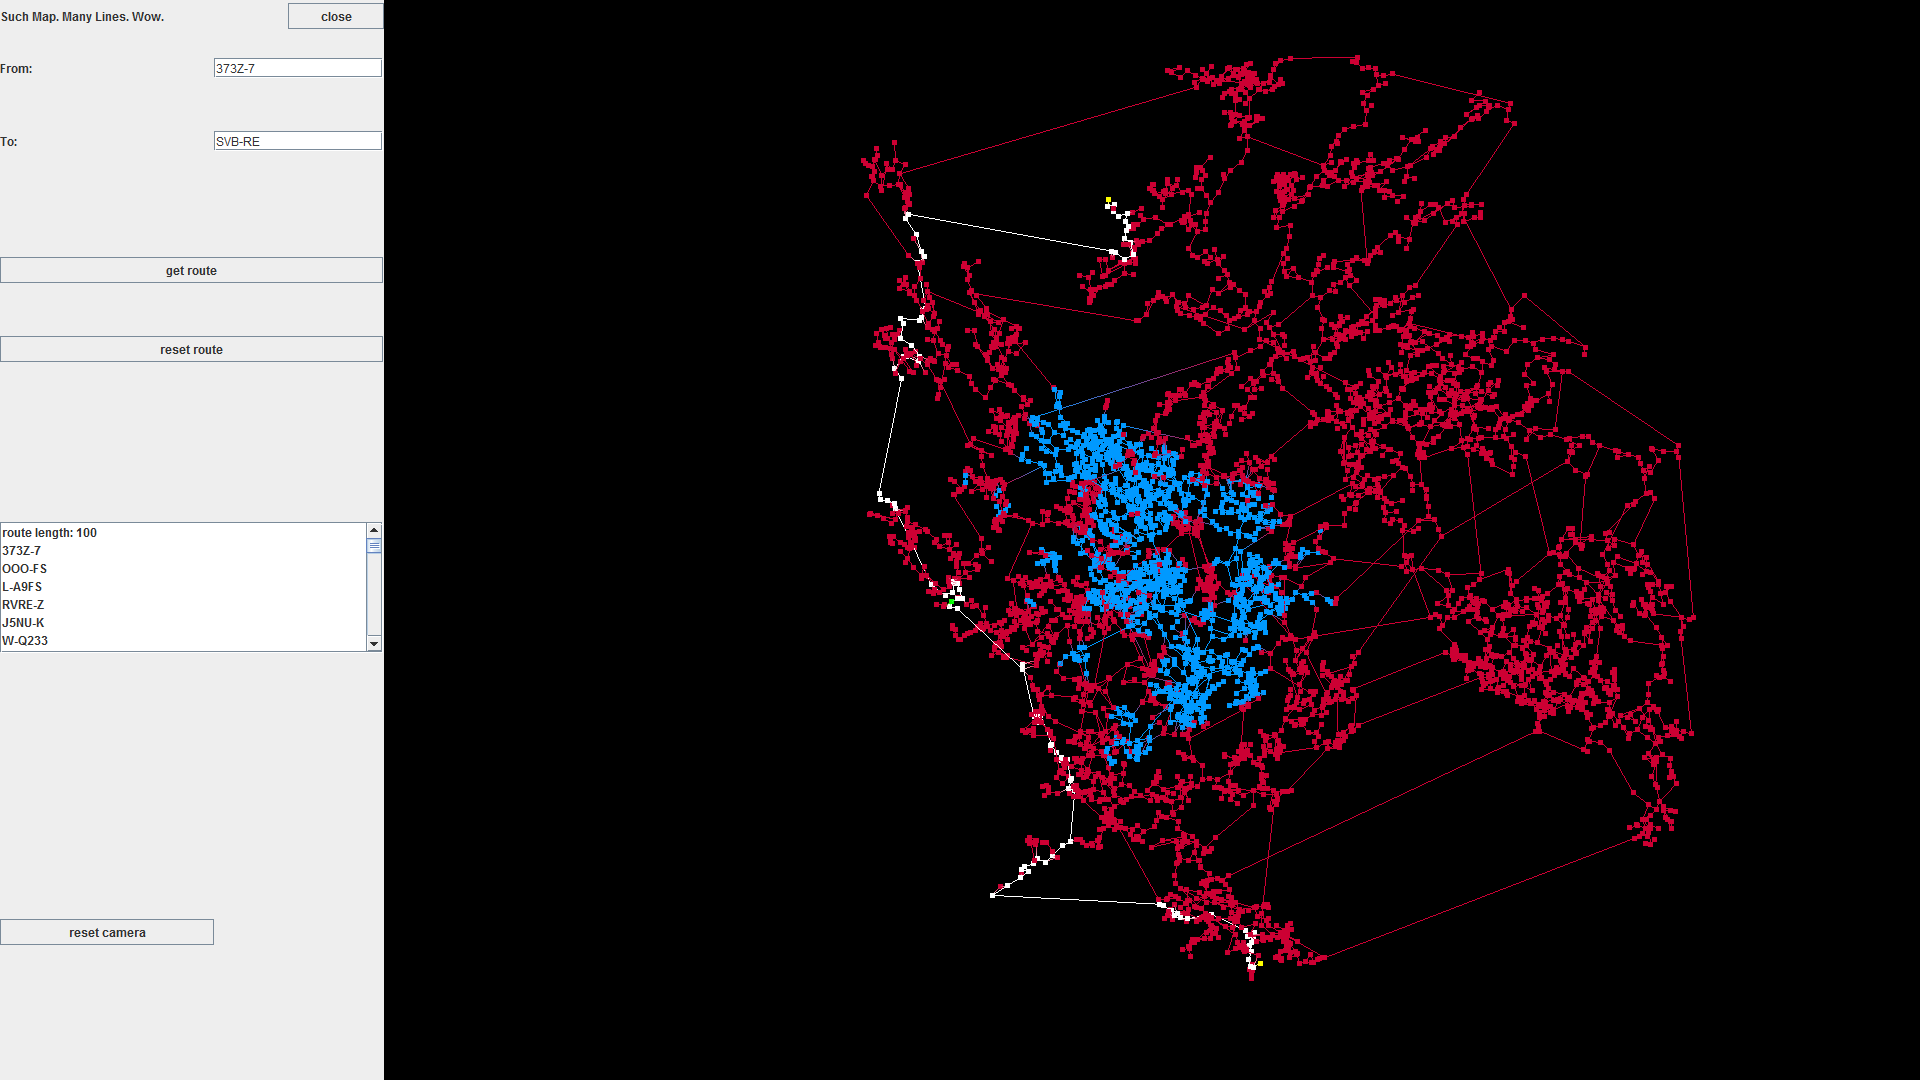 Such Map. Many Lines. Wow.
close
From:
373Z-7
To:
SVB-RE
get route
reset route
route length: 100
373Z-7
OOO-FS
L-A9FS
RVRE-Z
J5NU-K
W-Q233
reset camera